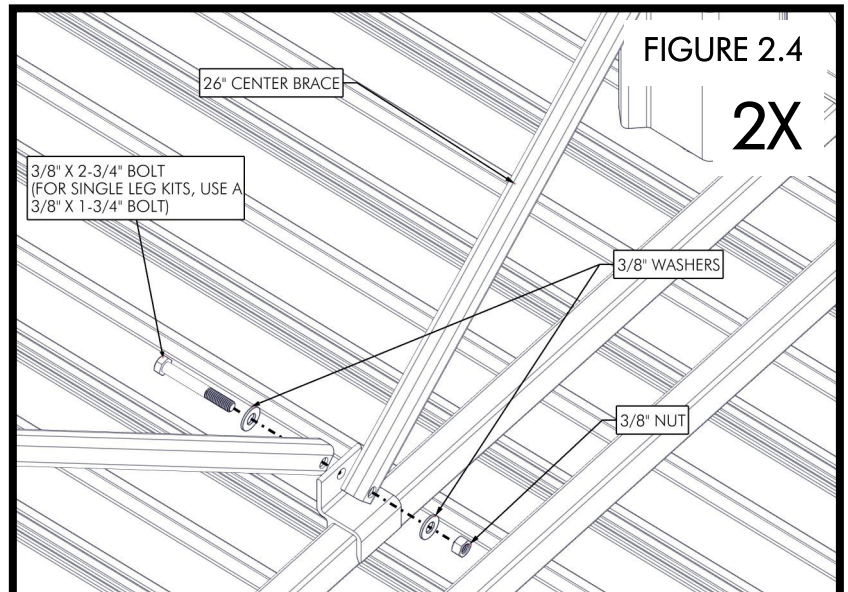 FIGURE 2.4
2X
26" CENTER BRACE
3/8" X 2-3/4" BOLT
(FOR SINGLE LEG KITS, USE A
3/8" X 1-3/4" BOLT)
3/8" WASHERS
3/8" NUT